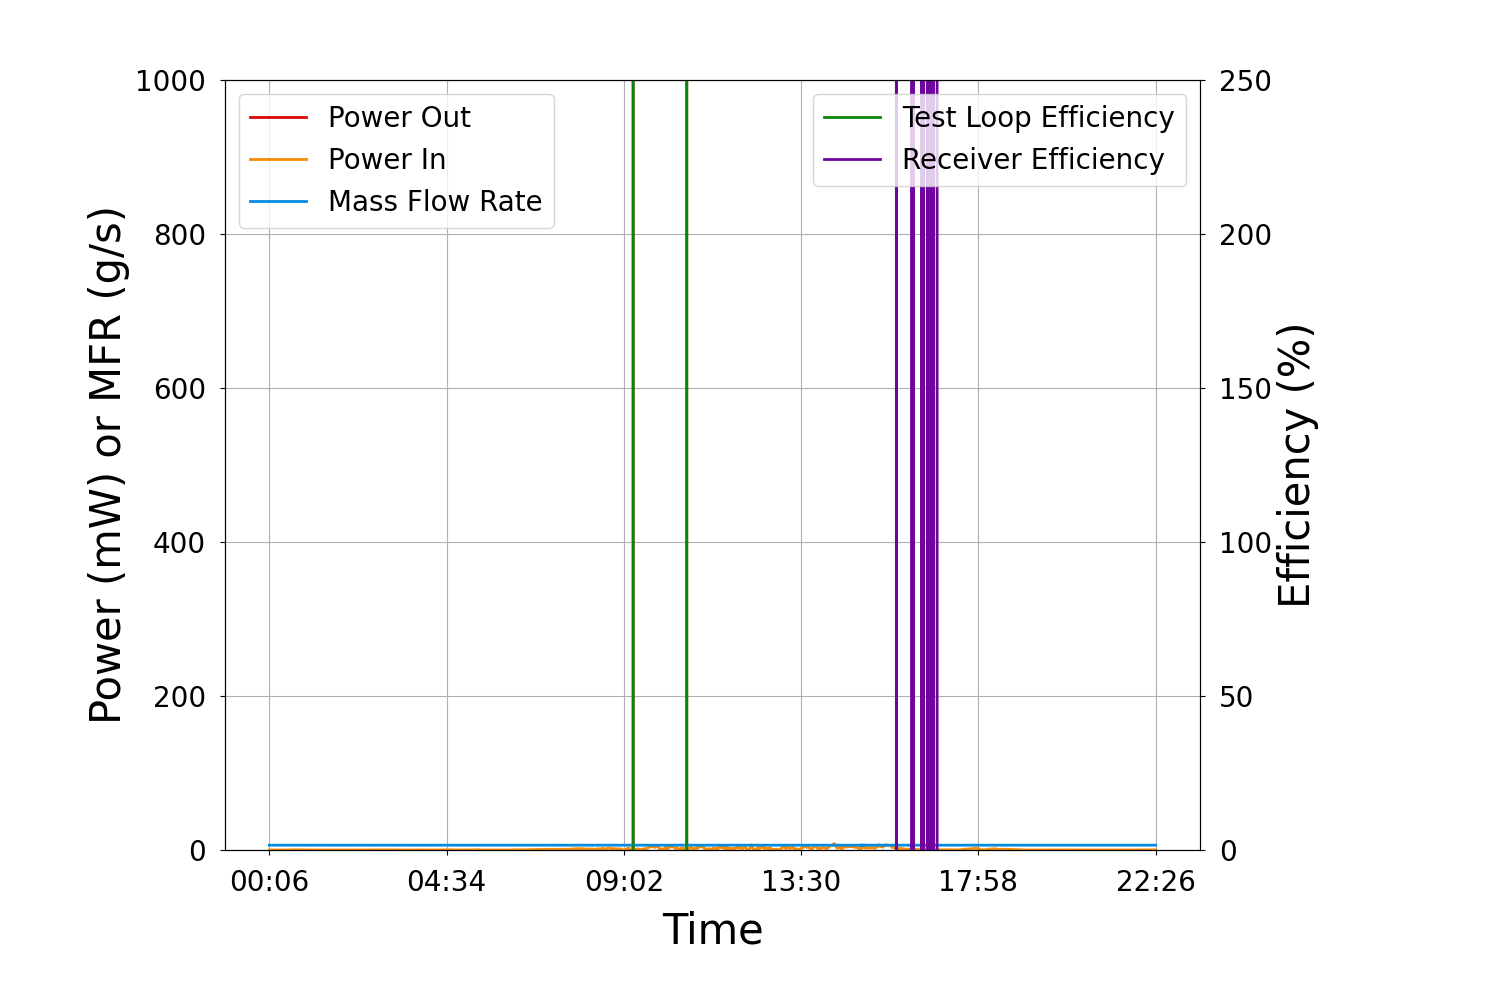 Power Out
Power In
Mass Flow Rate
Test Loop Efficiency
Receiver Efficiency
Power (mW) or MFR (g/s)
1000
800
600
400
200
0
250
200
150
100
50
0
Efficiency (%)
00:06 04:34 09:02 13:30 17:58 22:26
Time